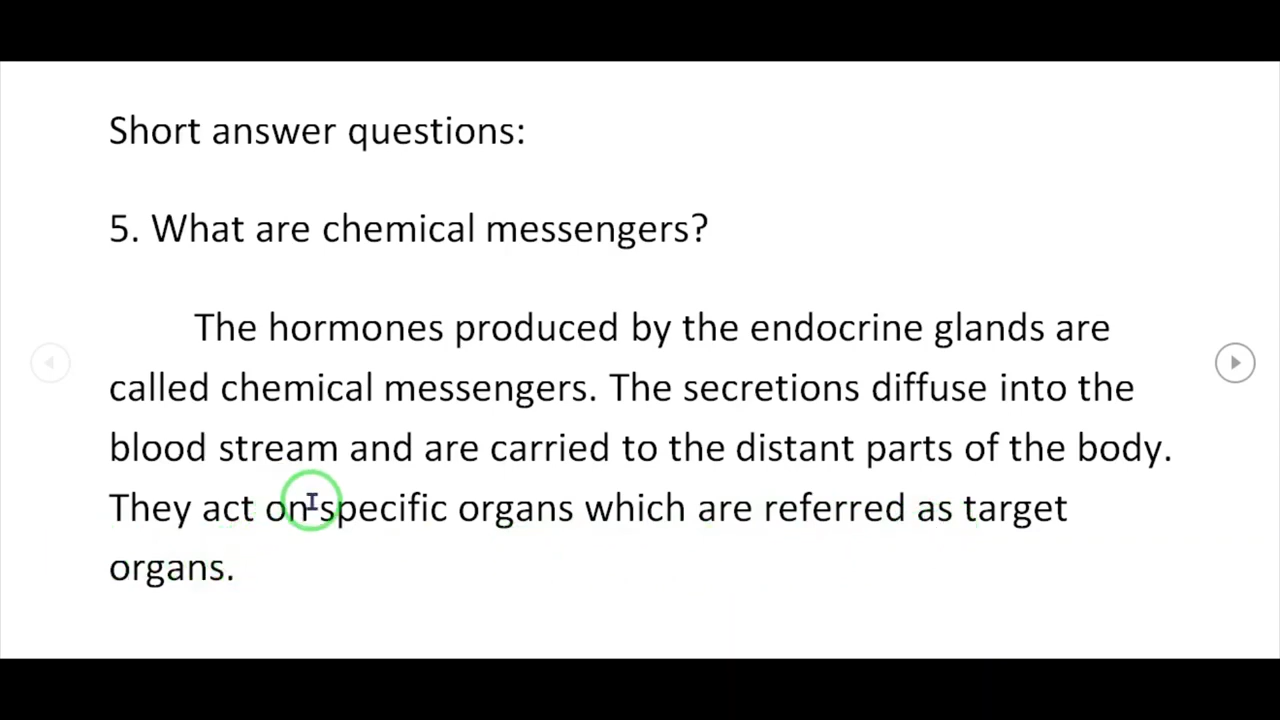 Short answer questions:
5. What are chemical messengers?
The hormones produced by the endocrine glands are
called chemical messengers. The secretions diffuse into the
blood stream and are carried to the distant parts of the body.
They act on specific organs which are referred as target
organs.